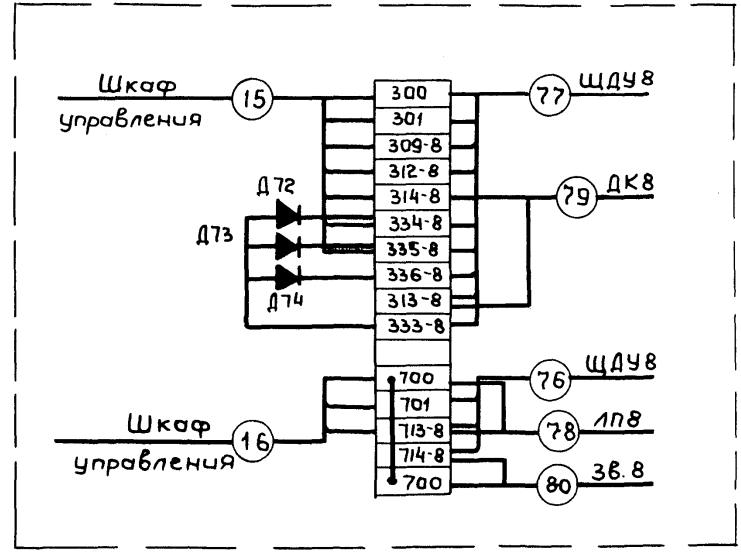 Шкаф
управления
15
300
301
309-8
312-8
314-8
334-8
335-8
336-8
313-8
333-8
77
ЩДУ8
79
ДК8
Д72
Д73
Д74
Шкаф
управления
16
700
701
713-8
714-8
700
76
ЩДУ8
78
ЛП8
80
Зв.8